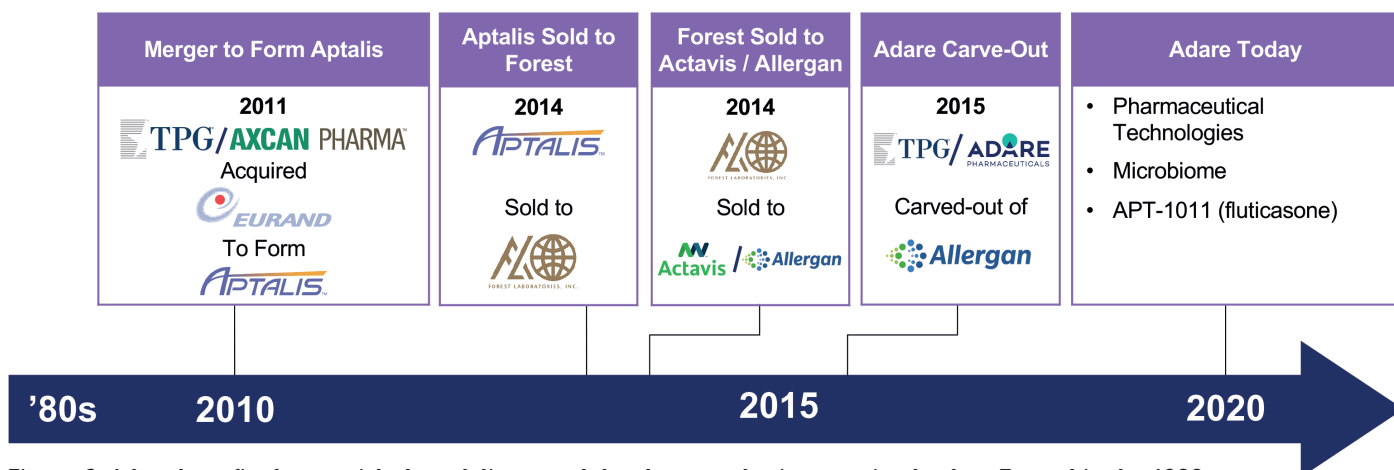 Merger to Form Aptalis
2011
TPG/AXCAN PHARMA™
Acquired
EURAND
To Form
APTALIS™
Aptalis Sold to
Forest
2014
APTALIS™
Sold to
FOREST LABORATORIES, INC.
Forest Sold to
Actavis / Allergan
2014
FOREST LABORATORIES, INC.
Sold to
Actavis / Allergan
Adare Carve-Out
2015
TPG/ADARE
PHARMACEUTICALS
Carved-out of
Allergan
Adare Today
• Pharmaceutical
Technologies
• Microbiome
• APT-1011 (fluticasone)
’80s 2010 2015 2020